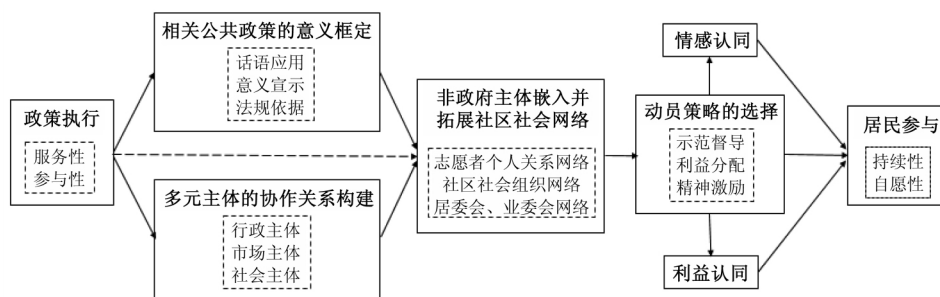 相关公共政策的意义框定
话语应用
意义宣示
法规依据
政策执行
服务性
参与性
多元主体的协作关系构建
行政主体
市场主体
社会主体
非政府主体嵌入并
拓展社区社会网络
志愿者个人关系网络
社区社会组织网络
居委会、业委会网络
情感认同
动员策略的选择
示范督导
利益分配
精神激励
利益认同
居民参与
持续性
自愿性